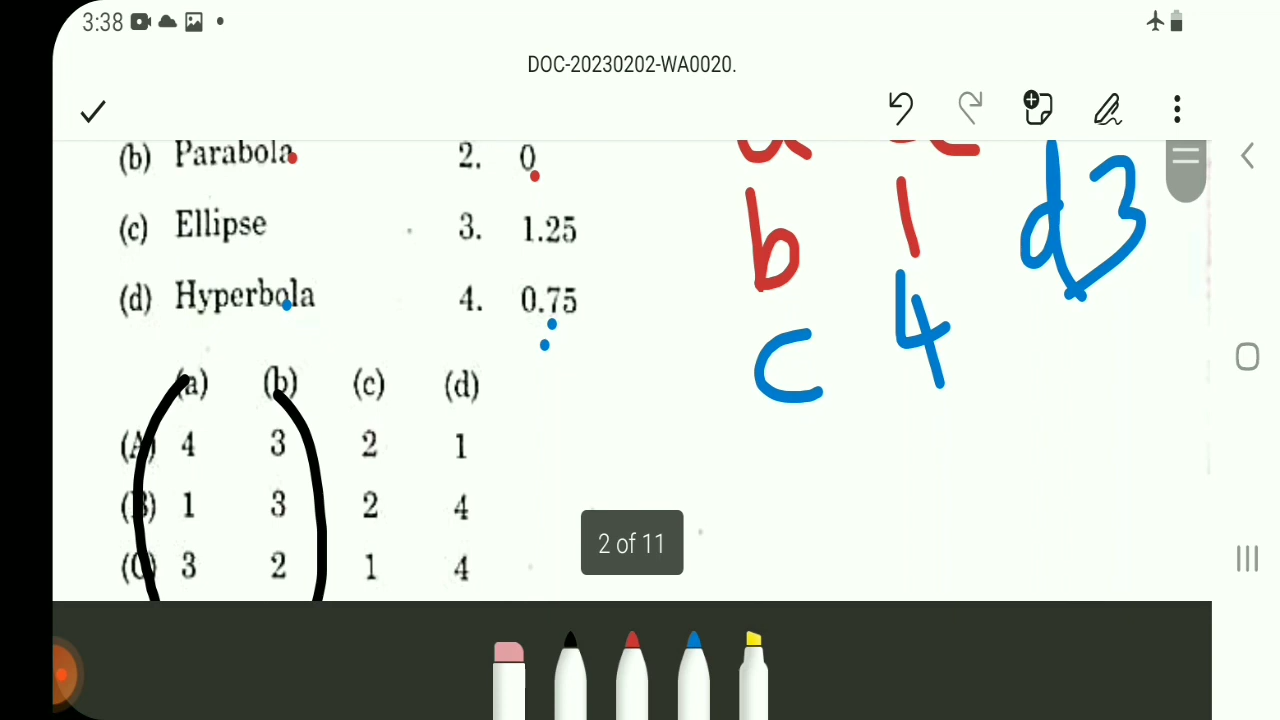 3:38
DOC-20230202-WA0020.
(b) Parabola 2. 0
(c) Ellipse 3. 1.25
(d) Hyperbola 4. 0.75
b 1 d3
c 4
(a) (b) (c) (d)
(A) 4 3 2 1
(B) 1 3 2 4
(C) 3 2 1 4
2 of 11